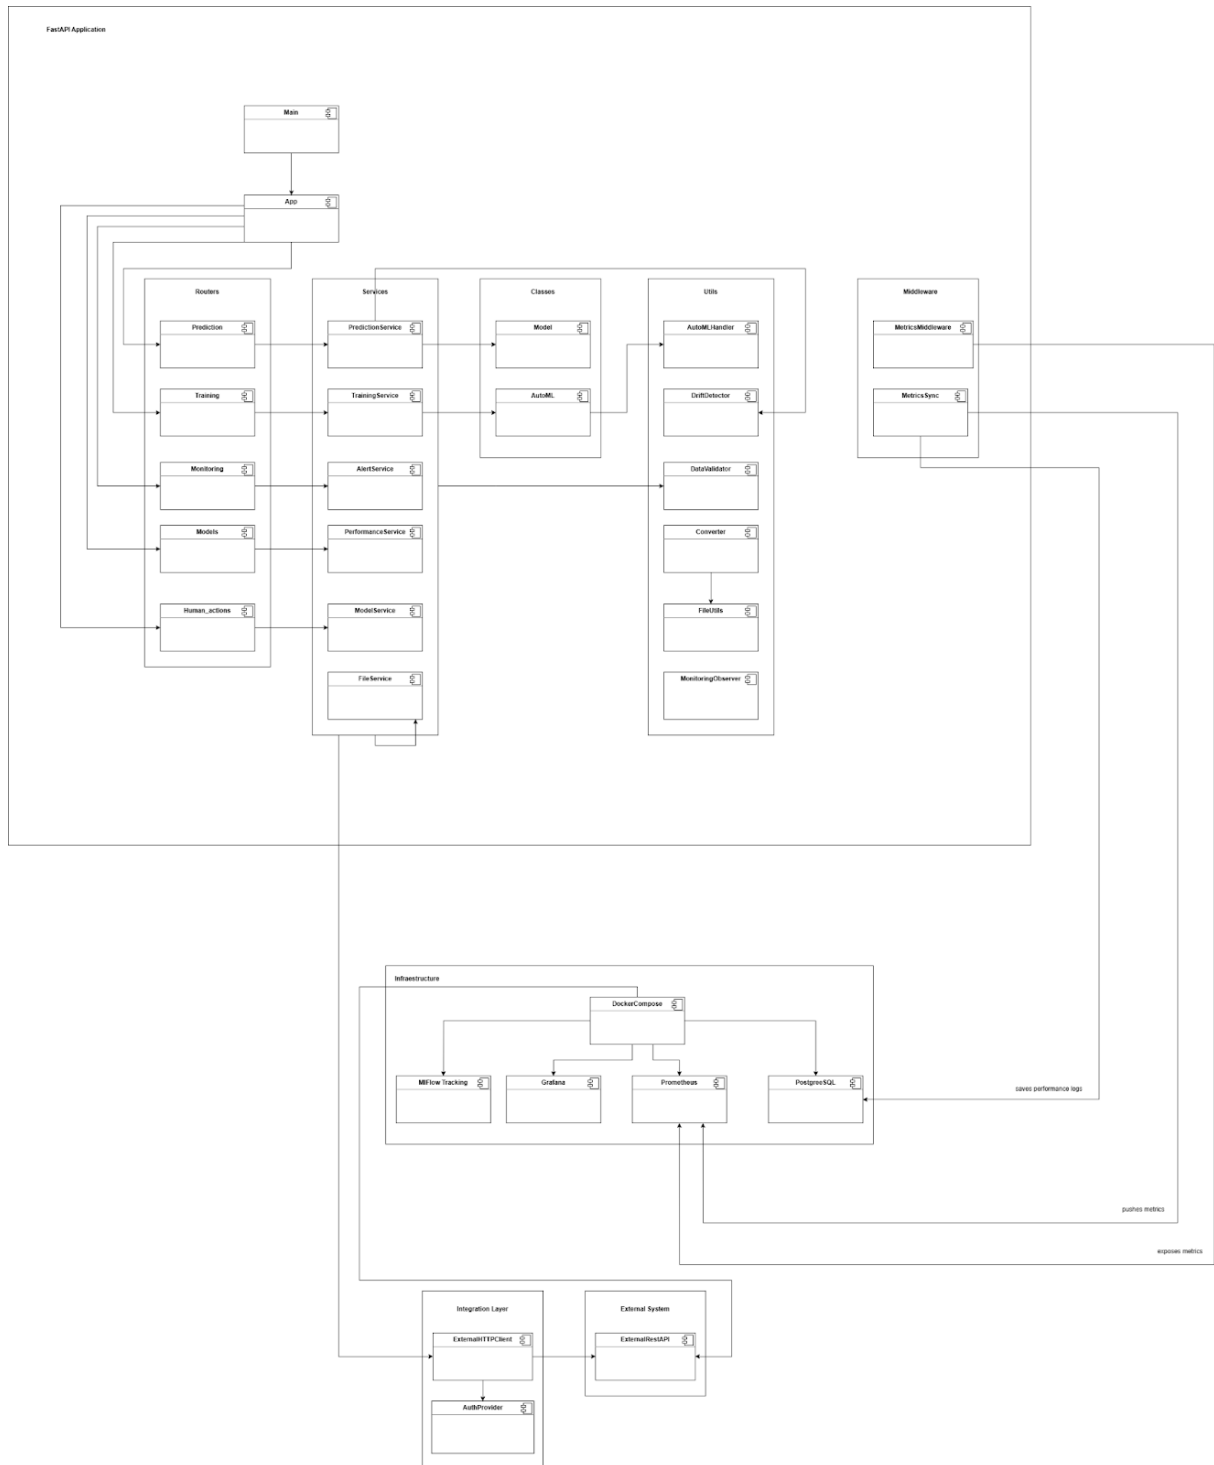 FastAPI Application
Main
App
Routers
Services
Classes
Utils
Middleware
Prediction
PredictionService
Model
AutoMLHandler
MetricsMiddleware
Training
TrainingService
AutoML
DriftDetector
MetricsSync
Monitoring
AlertService
DataValidator
Models
PerformanceService
Converter
Human_actions
ModelService
FileUtils
FileService
MonitoringObserver
Infraestructure
DockerCompose
MlFlow Tracking
Grafana
Prometheus
PostgreeSQL
saves performance logs
pushes metrics
exposes metrics
Integration Layer
External System
ExternalHTTPClient
ExternalRestAPI
AuthProvider